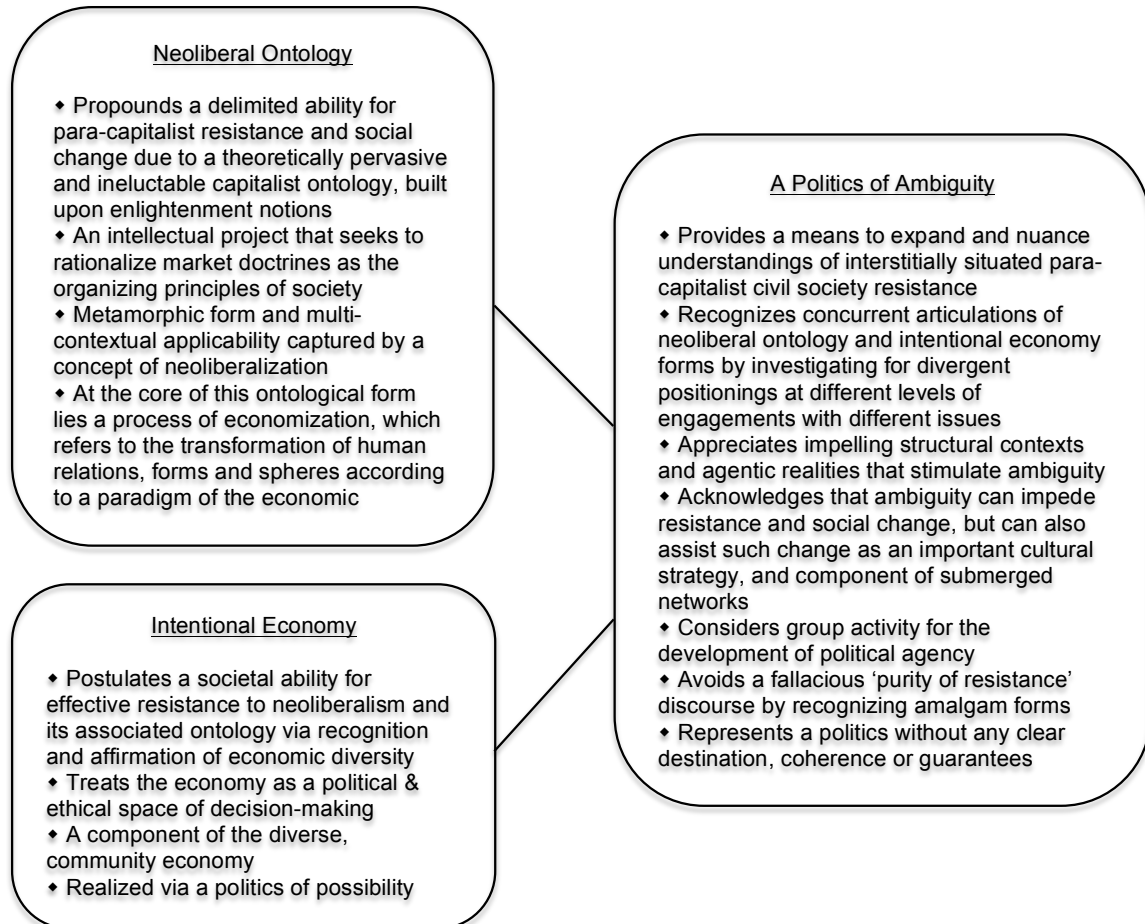 Neoliberal Ontology
◆ Propounds a delimited ability for
para-capitalist resistance and social
change due to a theoretically pervasive
and ineluctable capitalist ontology, built
upon enlightenment notions
◆ An intellectual project that seeks to
rationalize market doctrines as the
organizing principles of society
◆ Metamorphic form and multi-
contextual applicability captured by a
concept of neoliberalization
◆ At the core of this ontological form
lies a process of economization, which
refers to the transformation of human
relations, forms and spheres according
to a paradigm of the economic
Intentional Economy
◆ Postulates a societal ability for
effective resistance to neoliberalism and
its associated ontology via recognition
and affirmation of economic diversity
◆ Treats the economy as a political &
ethical space of decision-making
◆ A component of the diverse,
community economy
◆ Realized via a politics of possibility
A Politics of Ambiguity
◆ Provides a means to expand and nuance
understandings of interstitially situated para-
capitalist civil society resistance
◆ Recognizes concurrent articulations of
neoliberal ontology and intentional economy
forms by investigating for divergent
positionings at different levels of
engagements with different issues
◆ Appreciates impelling structural contexts
and agentic realities that stimulate ambiguity
◆ Acknowledges that ambiguity can impede
resistance and social change, but can also
assist such change as an important cultural
strategy, and component of submerged
networks
◆ Considers group activity for the
development of political agency
◆ Avoids a fallacious ‘purity of resistance’
discourse by recognizing amalgam forms
◆ Represents a politics without any clear
destination, coherence or guarantees